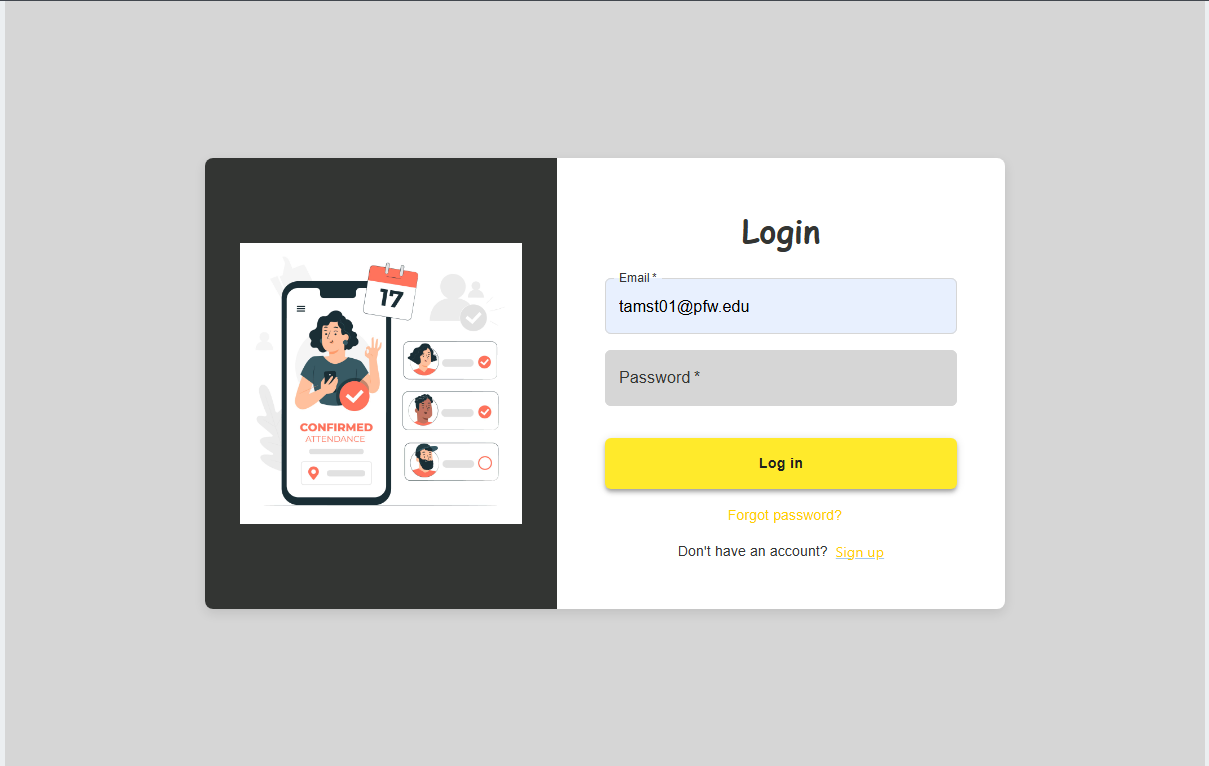 17
CONFIRMED
ATTENDANCE
Login
Email *
tamst01@pfw.edu
Password *
Log in
Forgot password?
Don't have an account? Sign up